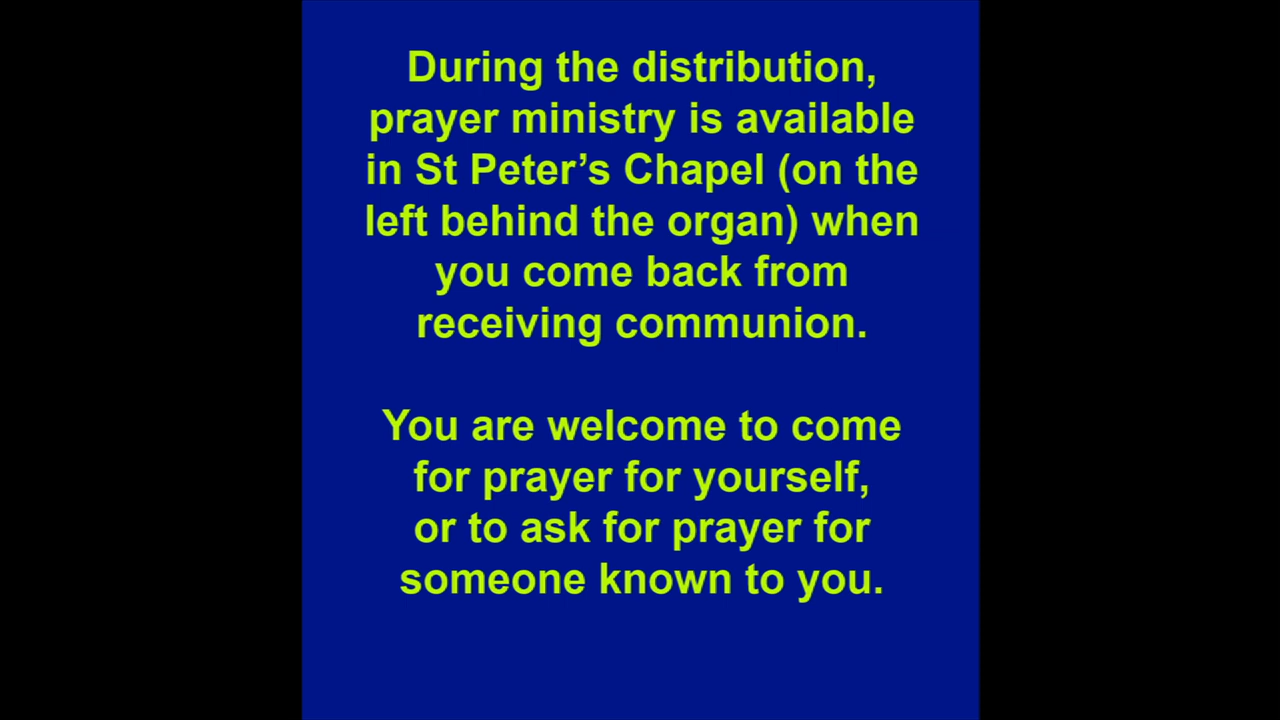 During the distribution,
prayer ministry is available
in St Peter’s Chapel (on the
left behind the organ) when
you come back from
receiving communion.
You are welcome to come
for prayer for yourself,
or to ask for prayer for
someone known to you.